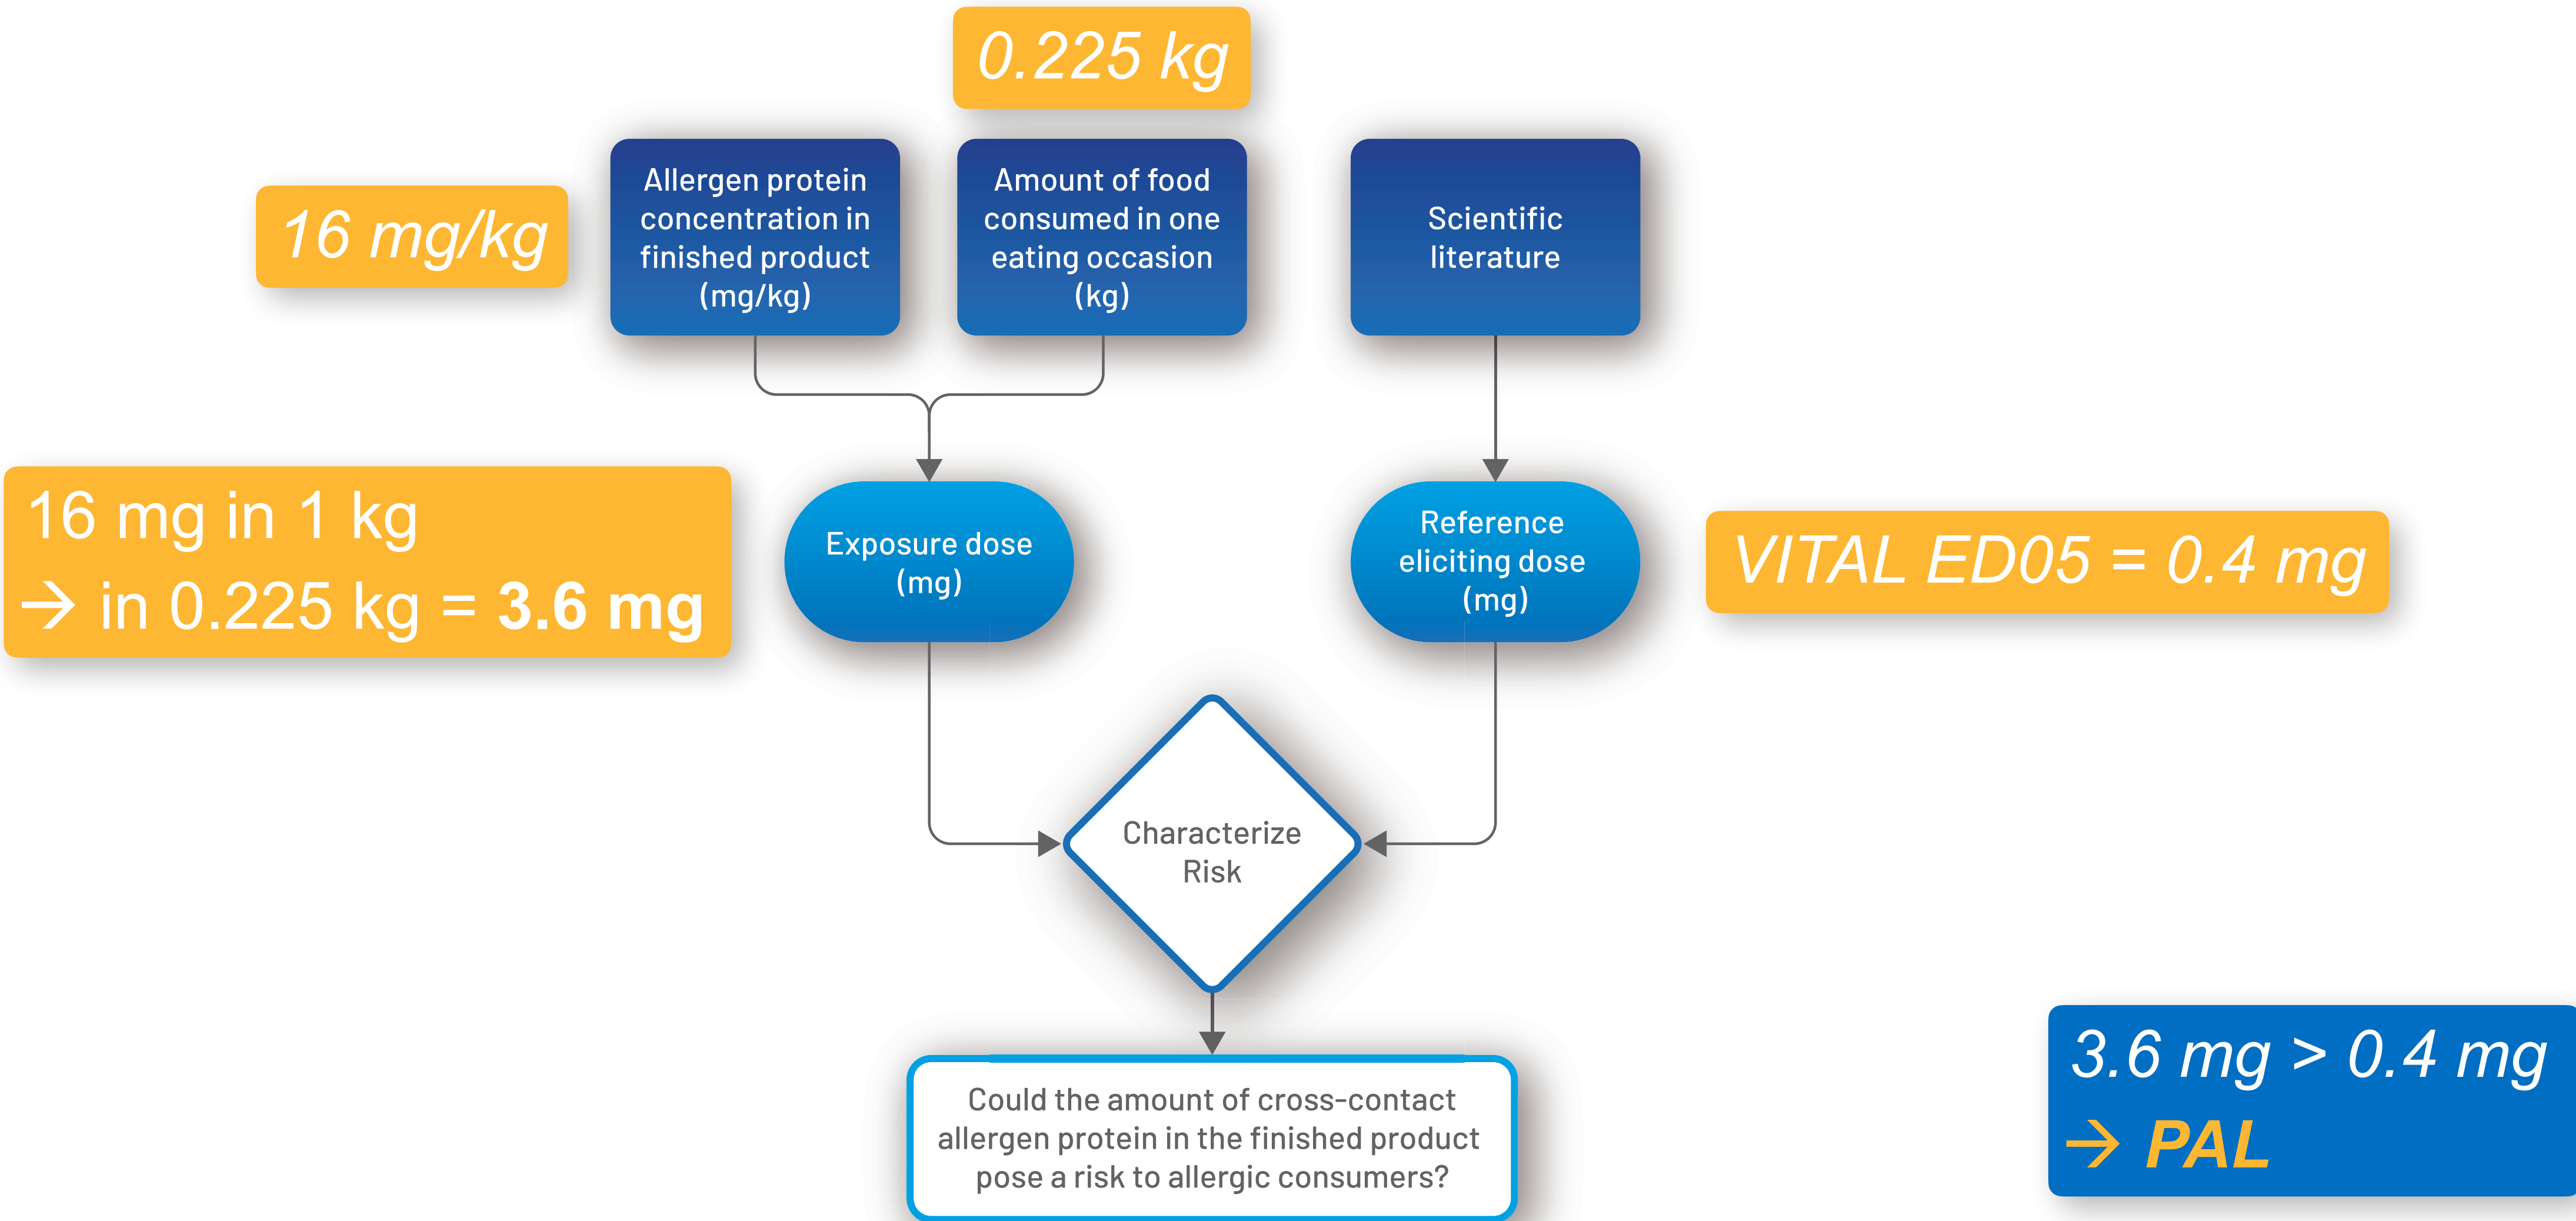 0.225 kg
16 mg/kg
Allergen protein
concentration in
finished product
(mg/kg)
Amount of food
consumed in one
eating occasion
(kg)
Scientific
literature
16 mg in 1 kg
→ in 0.225 kg = 3.6 mg
Exposure dose
(mg)
Reference
eliciting dose
(mg)
VITAL ED05 = 0.4 mg
Characterize
Risk
Could the amount of cross-contact
allergen protein in the finished product
pose a risk to allergic consumers?
3.6 mg > 0.4 mg
→ PAL